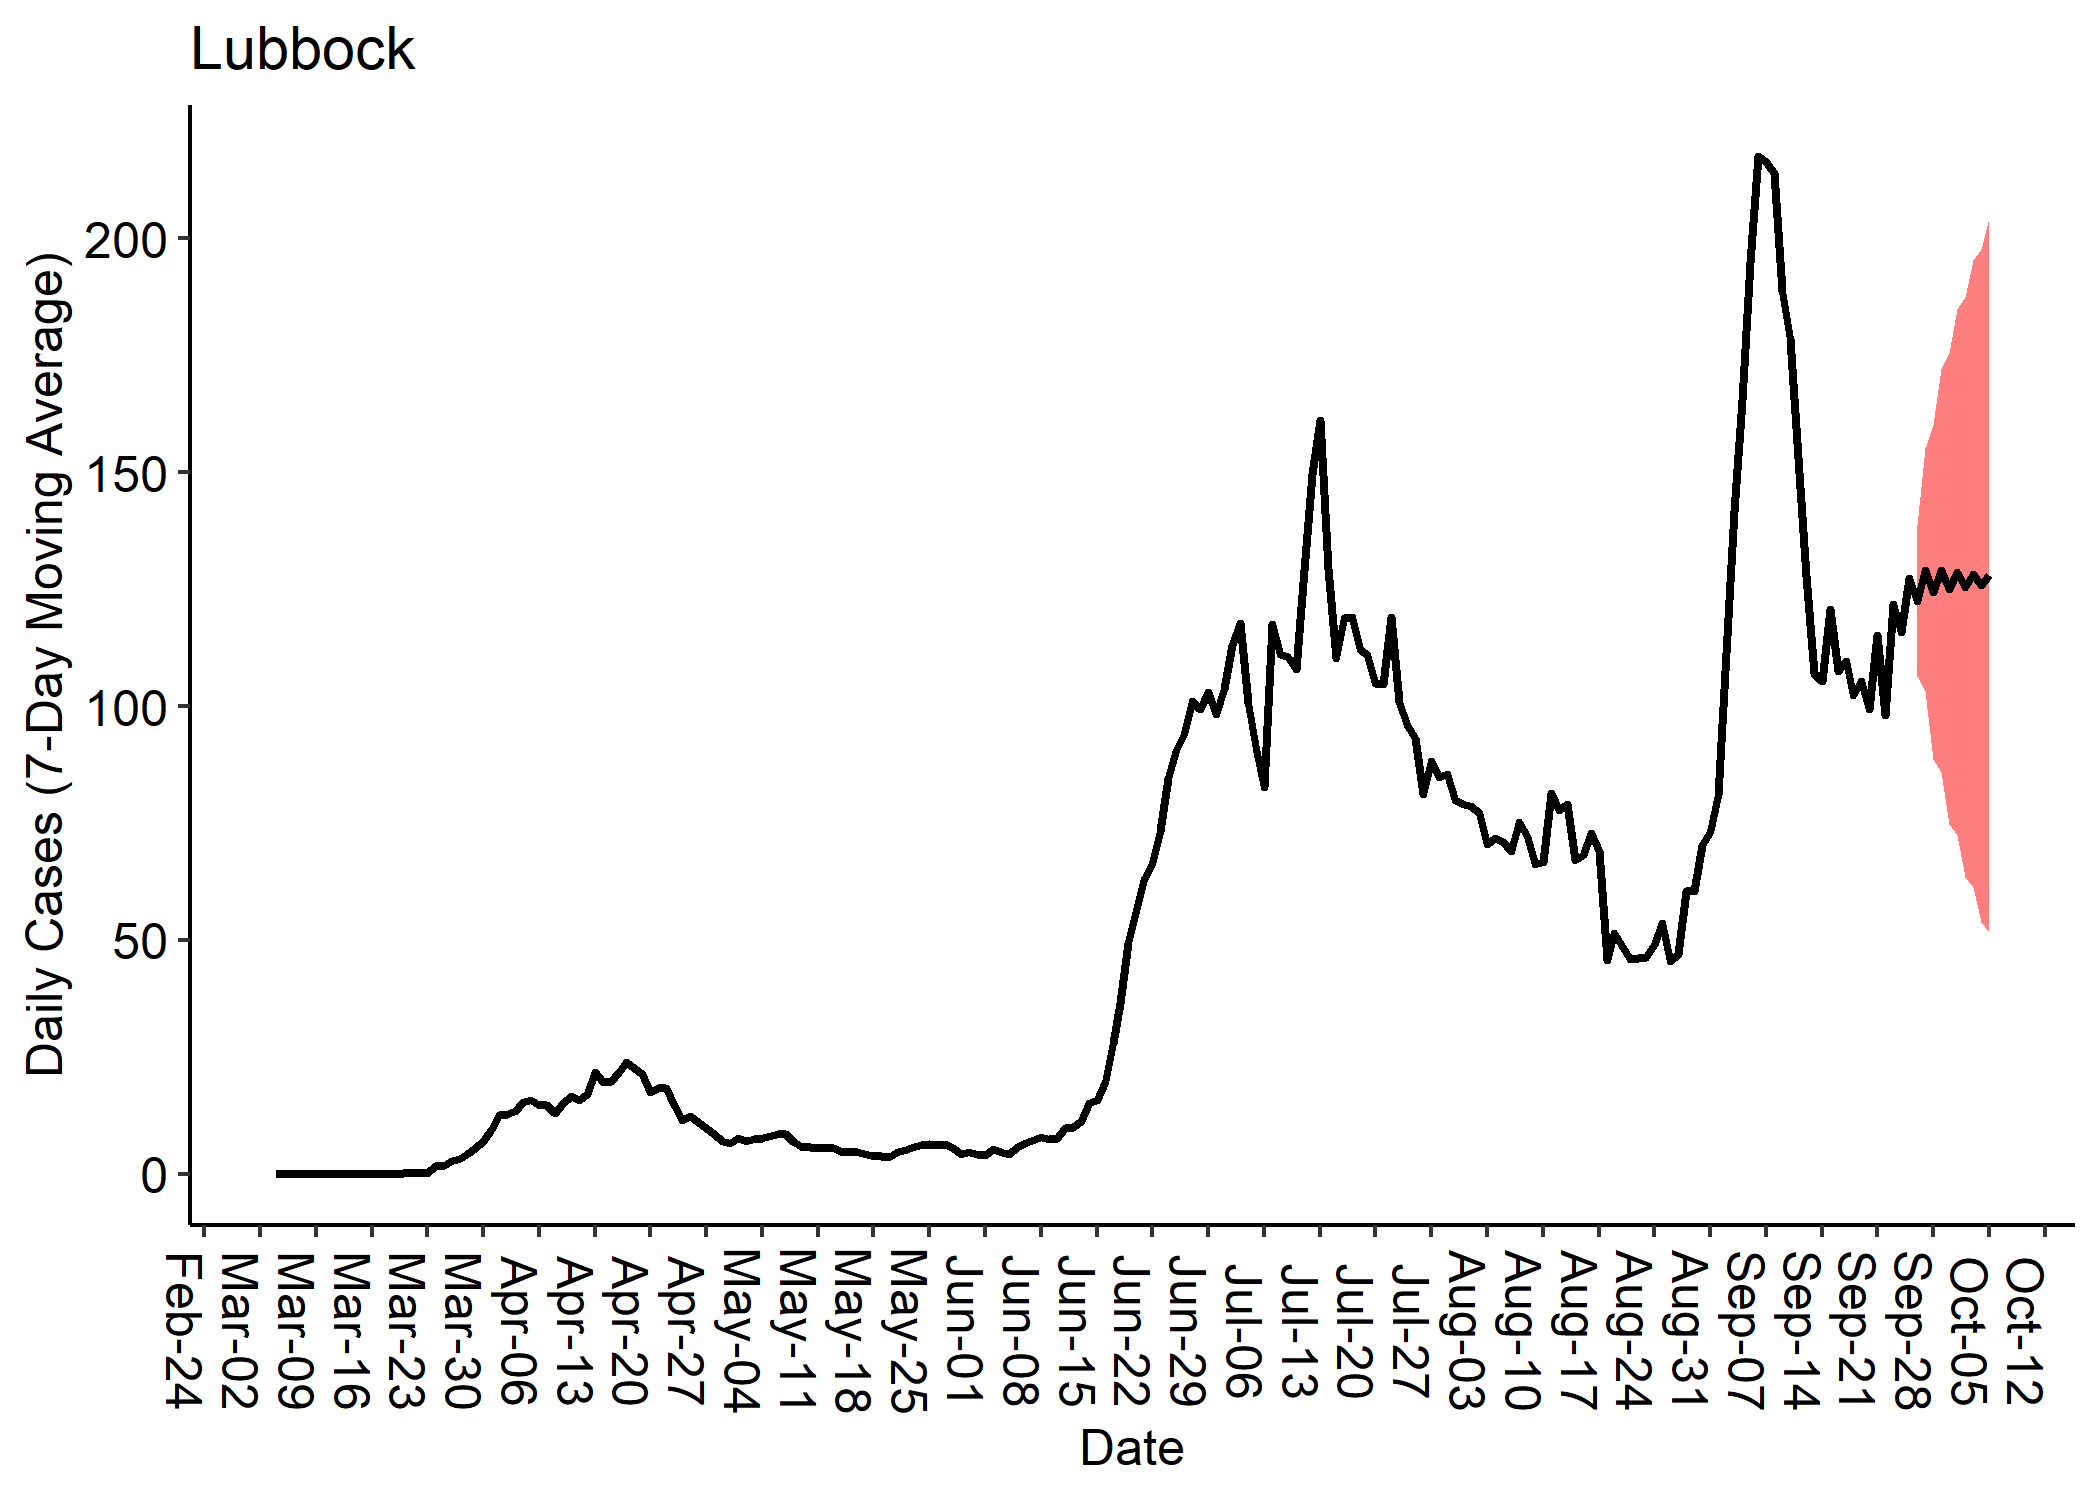 Lubbock
Daily Cases (7-Day Moving Average)
200
150
100
50
0
Feb-24
Mar-02
Mar-09
Mar-16
Mar-23
Mar-30
Apr-06
Apr-13
Apr-20
Apr-27
May-04
May-11
May-18
May-25
Jun-01
Jun-08
Jun-15
Jun-22
Jun-29
Jul-06
Jul-13
Jul-20
Jul-27
Aug-03
Aug-10
Aug-17
Aug-24
Aug-31
Sep-07
Sep-14
Sep-21
Sep-28
Oct-05
Oct-12
Date